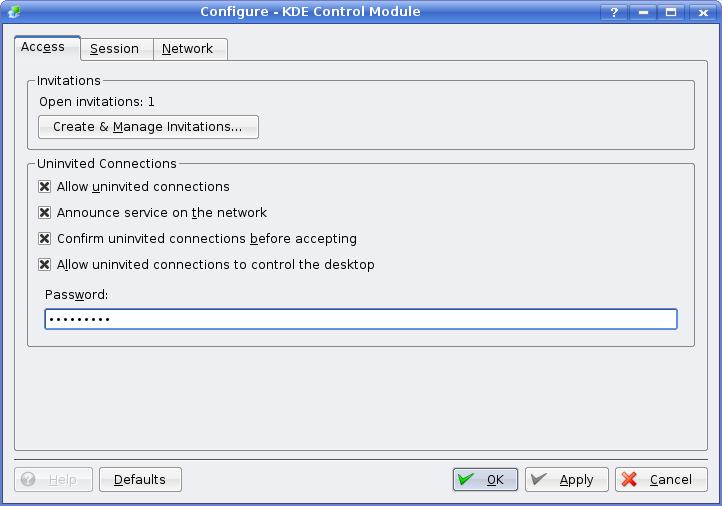 Configure - KDE Control Module
Access Session Network
Invitations
Open invitations: 1
Create & Manage Invitations...
Uninvited Connections
Allow uninvited connections
Announce service on the network
Confirm uninvited connections before accepting
Allow uninvited connections to control the desktop
Password:
•••••••••
Help Defaults OK Apply Cancel